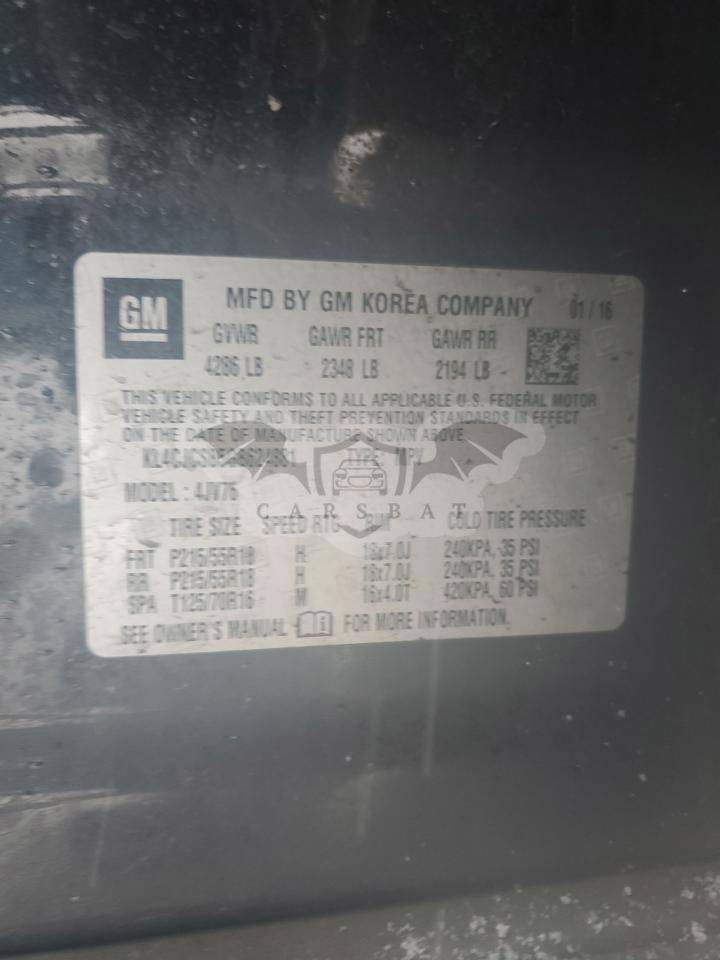 GM
MFD BY GM KOREA COMPANY 01/16
GVWR GAWR FRT GAWR RR
4286 LB 2348 LB 2194 LB
THIS VEHICLE CONFORMS TO ALL APPLICABLE U.S. FEDERAL MOTOR
VEHICLE SAFETY AND THEFT PREVENTION STANDARDS IN EFFECT
ON THE DATE OF MANUFACTURE SHOWN ABOVE.
TYPE: MPV
MODEL: 4JV76
CARSBAT
TIRE SIZE SPEED RTG RIM COLD TIRE PRESSURE
FRT P215/55R18 H 18x7.0J 240KPA, 35 PSI
RR P215/55R18 H 18x7.0J 240KPA, 35 PSI
SPA T125/70R16 M 16x4.0T 420KPA, 60 PSI
SEE OWNER'S MANUAL FOR MORE INFORMATION.